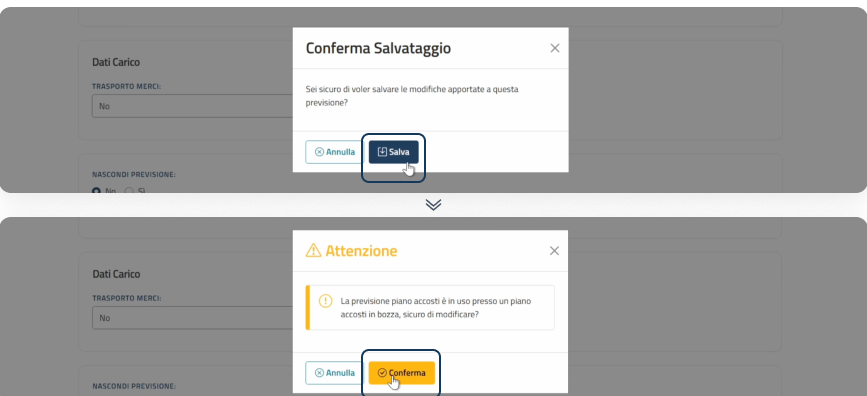 Conferma Salvataggio
Dati Carico
TRASPORTO MERCI:
No
Sei sicuro di voler salvare le modifiche apportate a questa
previsione?
Annulla
Salva
NASCONDI PREVISIONE:
No
Sì
Attenzione
Dati Carico
TRASPORTO MERCI:
No
La previsione piano accosti è in uso presso un piano
accosti in bozza, sicuro di modificare?
Annulla
Conferma
NASCONDI PREVISIONE: